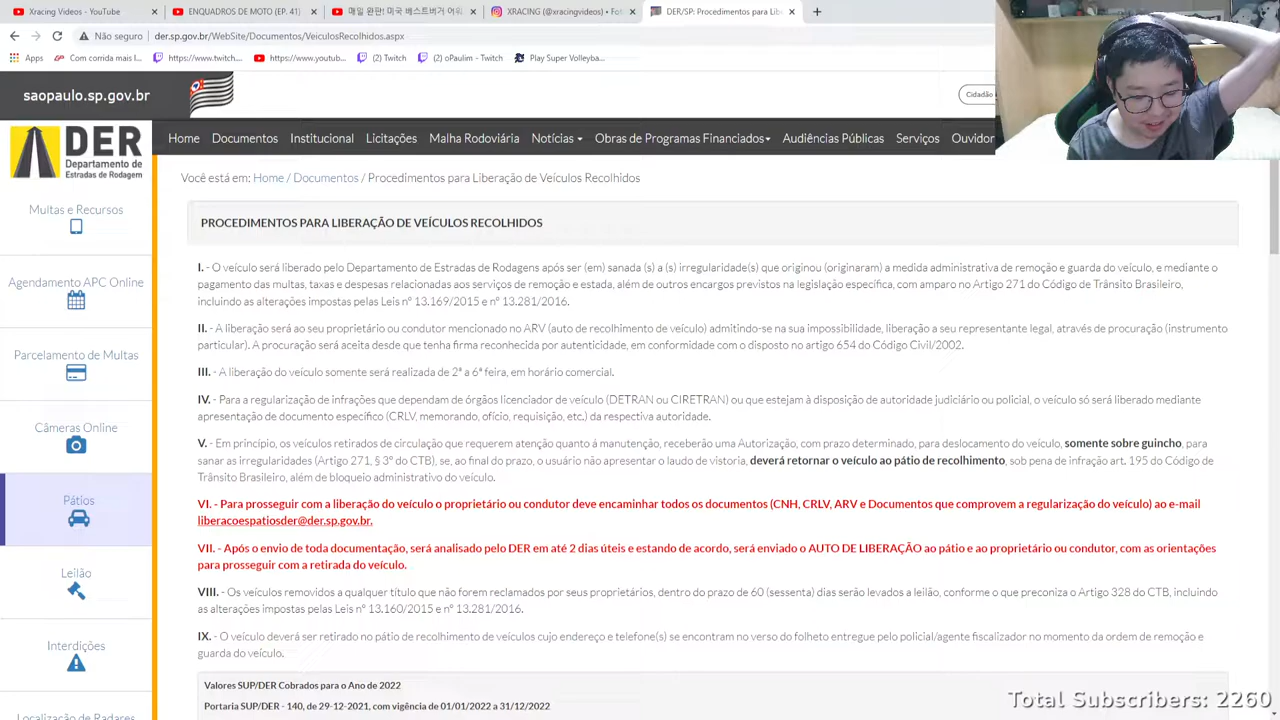 Xracing Videos - YouTube
ENQUADROS DE MOTO (EP. 41)
매일 완판! 미국 베스트버거 어워
XRACING (@xracingvideos) • Fo
DER/SP: Procedimentos para Lib
Não seguro
der.sp.gov.br/WebSite/Documentos/VeiculosRecolhidos.aspx
Apps
Com corrida mais l...
https://www.twitch....
https://www.youtub...
(2) Twitch
(2) oPaulim - Twitch
Play Super Volleyba...
saopaulo.sp.gov.br
Cidadão
DER
Departamento de
Estradas de Rodagem
Home
Documentos
Institucional
Licitações
Malha Rodoviária
Notícias
Obras de Programas Financiados
Audiências Públicas
Serviços
Ouvidor
Você está em: Home / Documentos / Procedimentos para Liberação de Veículos Recolhidos
Multas e Recursos
Agendamento APC Online
Parcelamento de Multas
Câmeras Online
Pátios
Leilão
Interdições
Localização de Radares
PROCEDIMENTOS PARA LIBERAÇÃO DE VEÍCULOS RECOLHIDOS
I. - O veículo será liberado pelo Departamento de Estradas de Rodagens após ser (em) sanada (s) a (s) irregularidade(s) que originou (originaram) a medida administrativa de remoção e guarda do veículo, e mediante o
pagamento das multas, taxas e despesas relacionadas aos serviços de remoção e estada, além de outros encargos previstos na legislação específica, com amparo no Artigo 271 do Código de Trânsito Brasileiro,
incluindo as alterações impostas pelas Leis nº 13.169/2015 e nº 13.281/2016.
II. - A liberação será ao seu proprietário ou condutor mencionado no ARV (auto de recolhimento de veículo) admitindo-se na sua impossibilidade, liberação a seu representante legal, através de procuração (instrumento
particular). A procuração será aceita desde que tenha firma reconhecida por autenticidade, em conformidade com o disposto no artigo 654 do Código Civil/2002.
III. - A liberação do veículo somente será realizada de 2ª a 6ª feira, em horário comercial.
IV. - Para a regularização de infrações que dependam de órgãos licenciador de veículo (DETRAN ou CIRETRAN) ou que estejam à disposição de autoridade judiciário ou policial, o veículo só será liberado mediante
apresentação de documento específico (CRLV, memorando, ofício, requisição, etc.) da respectiva autoridade.
V. - Em princípio, os veículos retirados de circulação que requerem atenção quanto á manutenção, receberão uma Autorização, com prazo determinado, para deslocamento do veículo, somente sobre guincho, para
sanar as irregularidades (Artigo 271, § 3º do CTB), se, ao final do prazo, o usuário não apresentar o laudo de vistoria, deverá retornar o veículo ao pátio de recolhimento, sob pena de infração art. 195 do Código de
Trânsito Brasileiro, além de bloqueio administrativo do veículo.
VI. - Para prosseguir com a liberação do veículo o proprietário ou condutor deve encaminhar todos os documentos (CNH, CRLV, ARV e Documentos que comprovem a regularização do veículo) ao e-mail
liberacoespatiosder@der.sp.gov.br.
VII. - Após o envio de toda documentação, será analisado pelo DER em até 2 dias úteis e estando de acordo, será enviado o AUTO DE LIBERAÇÃO ao pátio e ao proprietário ou condutor, com as orientações
para prosseguir com a retirada do veículo.
VIII. - Os veículos removidos a qualquer título que não forem reclamados por seus proprietários, dentro do prazo de 60 (sessenta) dias serão levados a leilão, conforme o que preconiza o Artigo 328 do CTB, incluindo
as alterações impostas pelas Leis nº 13.160/2015 e nº 13.281/2016.
IX. - O veículo deverá ser retirado no pátio de recolhimento de veículos cujo endereço e telefone(s) se encontram no verso do folheto entregue pelo policial/agente fiscalizador no momento da ordem de remoção e
guarda do veículo.
Valores SUP/DER Cobrados para o Ano de 2022
Portaria SUP/DER - 140, de 29-12-2021, com vigência de 01/01/2022 a 31/12/2022
Total Subscribers: 2260